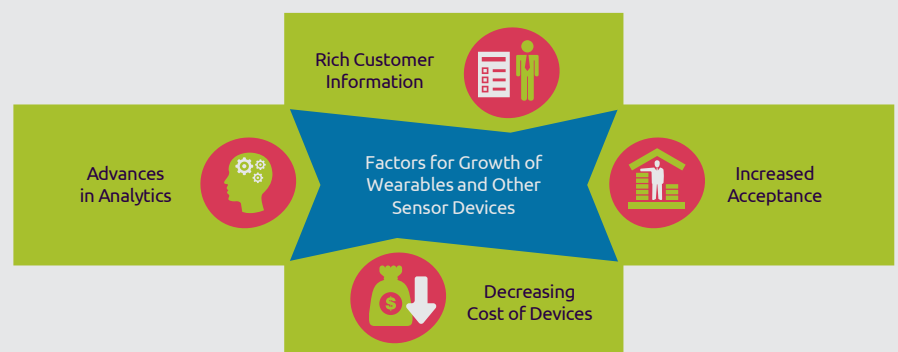 Rich Customer
Information
Advances
in Analytics
Factors for Growth of
Wearables and Other
Sensor Devices
Increased
Acceptance
$
Decreasing
Cost of Devices